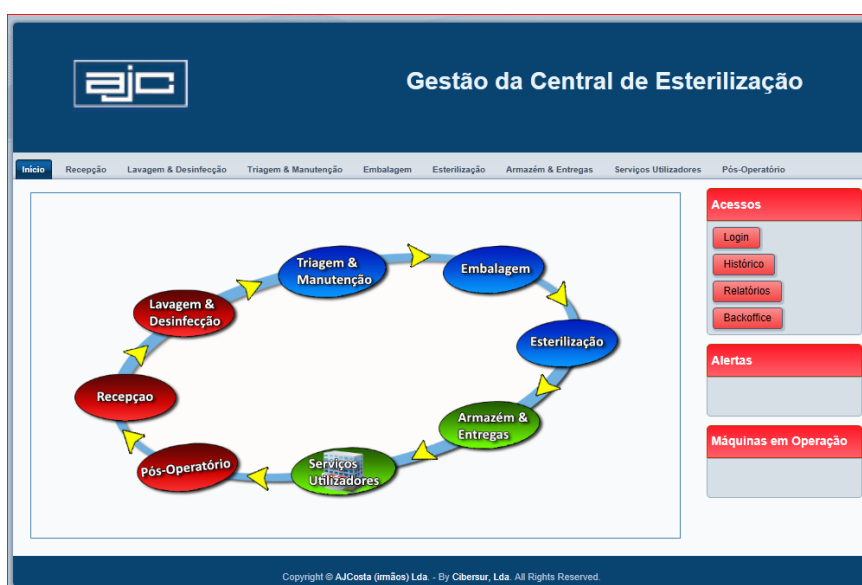 ajc
Gestão da Central de Esterilização
Início Recepção Lavagem & Desinfecção Triagem & Manutenção Embalagem Esterilização Armazém & Entregas Serviços Utilizadores Pós-Operatório
Triagem &
Manutenção
Embalagem
Lavagem &
Desinfecção
Esterilização
Recepçao
Armazém &
Entregas
Pós-Operatório
Serviços
Utilizadores
Acessos
Login
Histórico
Relatórios
Backoffice
Alertas
Máquinas em Operação
Copyright © AJCosta (irmãos) Lda. - By Cibersur, Lda. All Rights Reserved.